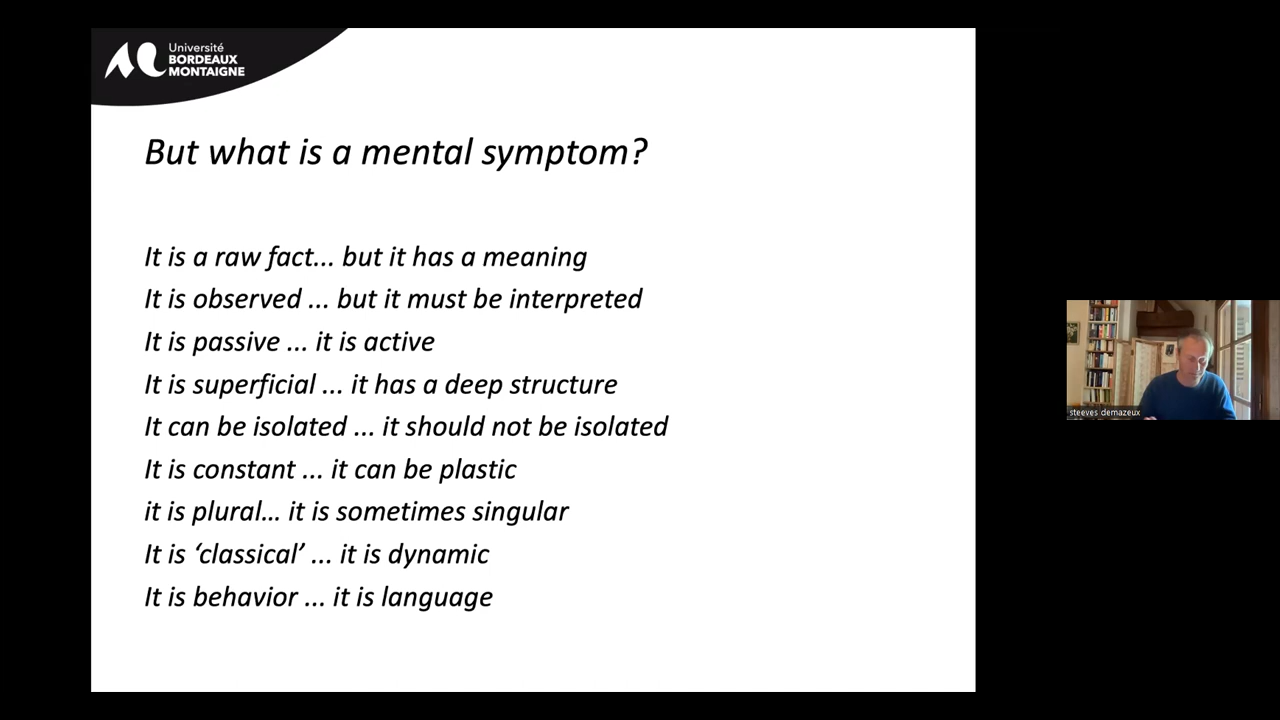 Université
BORDEAUX
MONTAIGNE
But what is a mental symptom?
It is a raw fact... but it has a meaning
It is observed ... but it must be interpreted
It is passive ... it is active
It is superficial ... it has a deep structure
It can be isolated ... it should not be isolated
It is constant ... it can be plastic
it is plural... it is sometimes singular
It is ‘classical’ ... it is dynamic
It is behavior ... it is language
steeves demazeux